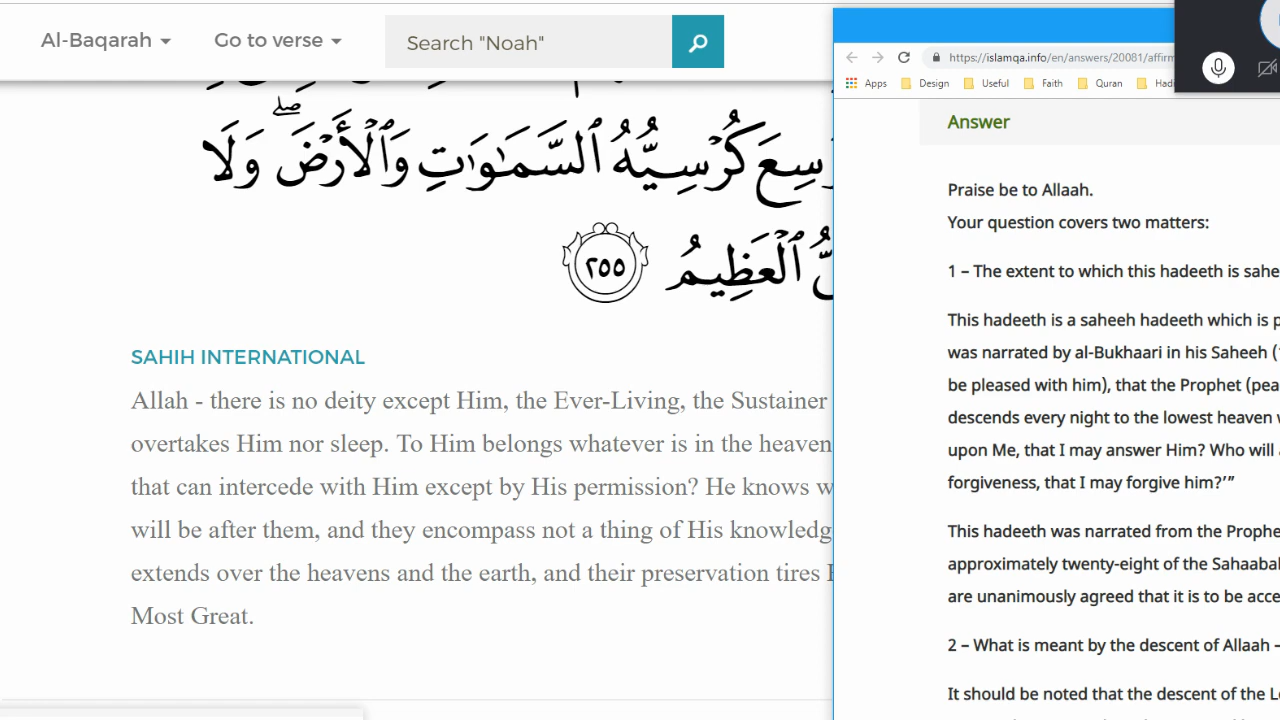 Al-Baqarah
Go to verse
Search "Noah"
وَسِعَ كُرْسِيُّهُ ٱلسَّمَـٰوَٰتِ وَٱلْأَرْضَ ۖ وَلَا
ٱلْعَظِيمُ ٢٥٥
SAHIH INTERNATIONAL
Allah - there is no deity except Him, the Ever-Living, the Sustainer
overtakes Him nor sleep. To Him belongs whatever is in the heaven
that can intercede with Him except by His permission? He knows w
will be after them, and they encompass not a thing of His knowledg
extends over the heavens and the earth, and their preservation tires
Most Great.
https://islamqa.info/en/answers/20081/affirm
Apps Design Useful Faith Quran Hadi
Answer
Praise be to Allaah.
Your question covers two matters:
1 – The extent to which this hadeeth is sahe
This hadeeth is a saheeh hadeeth which is p
was narrated by al-Bukhaari in his Saheeh (
be pleased with him), that the Prophet (pea
descends every night to the lowest heaven
upon Me, that I may answer Him? Who will
forgiveness, that I may forgive him?’”
This hadeeth was narrated from the Prophe
approximately twenty-eight of the Sahaabal
are unanimously agreed that it is to be acce
2 – What is meant by the descent of Allaah –
It should be noted that the descent of the L